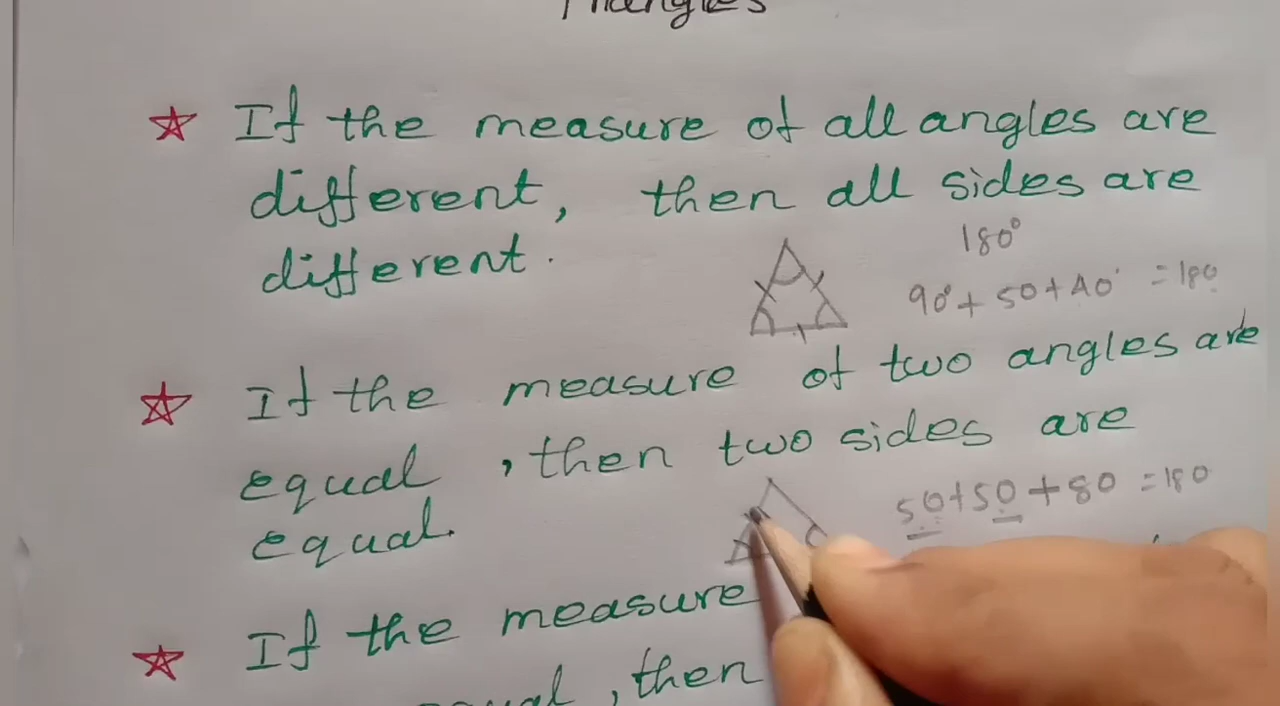 Triangles
☆ If the measure of all angles are
different, then all sides are
different.
180°
90° + 50 + 40° = 180
☆ If the measure of two angles are
equal, then two sides are
equal.
50+50+80 = 180
☆ If the measure
equal, then